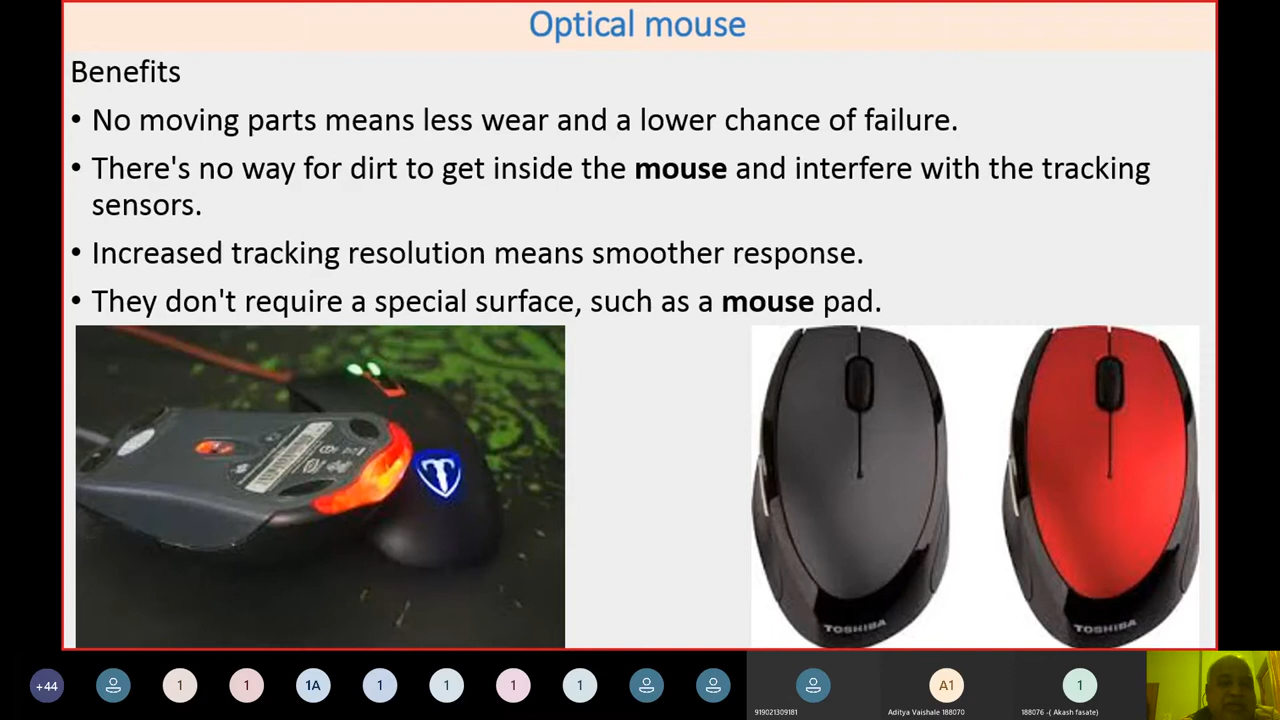 Optical mouse
Benefits
• No moving parts means less wear and a lower chance of failure.
• There's no way for dirt to get inside the mouse and interfere with the tracking
sensors.
• Increased tracking resolution means smoother response.
• They don't require a special surface, such as a mouse pad.
TOSHIBA
TOSHIBA
+44
1
1
1A
1
1
1
1
A1
1
919021309181
Aditya Vaishale 188070
188076 -( Akash fasate)